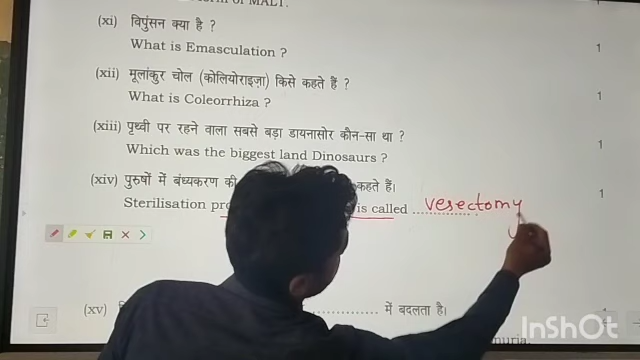 form of MALT.
(xi) विपुंसन क्या है ?
What is Emasculation ? 1
(xii) मूलांकुर चोल (कोलियोराइज़ा) किसे कहते हैं ?
What is Coleorrhiza ? 1
(xiii) पृथ्वी पर रहने वाला सबसे बड़ा डायनासोर कौन-सा था ?
Which was the biggest land Dinosaurs ? 1
(xiv) पुरुषों में बंध्यकरण की कहते हैं।
Sterilisation is called .............. vesectomy 1
(xv) .............. में बदलता है।
InShOt